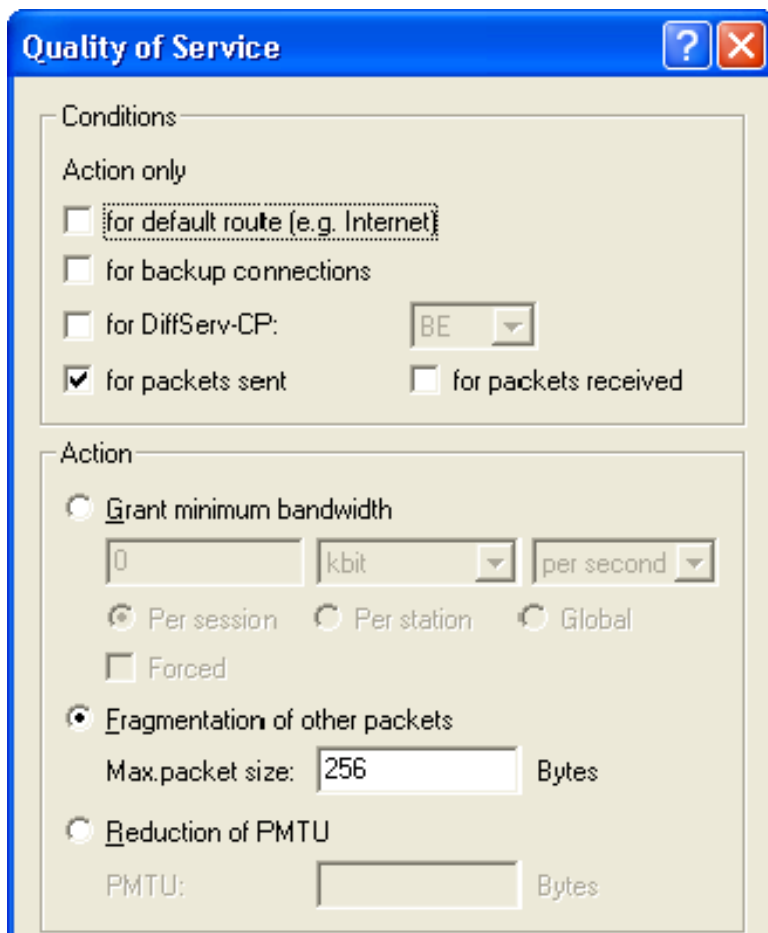 Quality of Service
Conditions
Action only
for default route (e.g. Internet)
for backup connections
for DiffServ-CP: BE
for packets sent for packets received
Action
Grant minimum bandwidth
0 kbit per second
Per session Per station Global
Forced
Fragmentation of other packets
Max.packet size: 256 Bytes
Reduction of PMTU
PMTU: Bytes